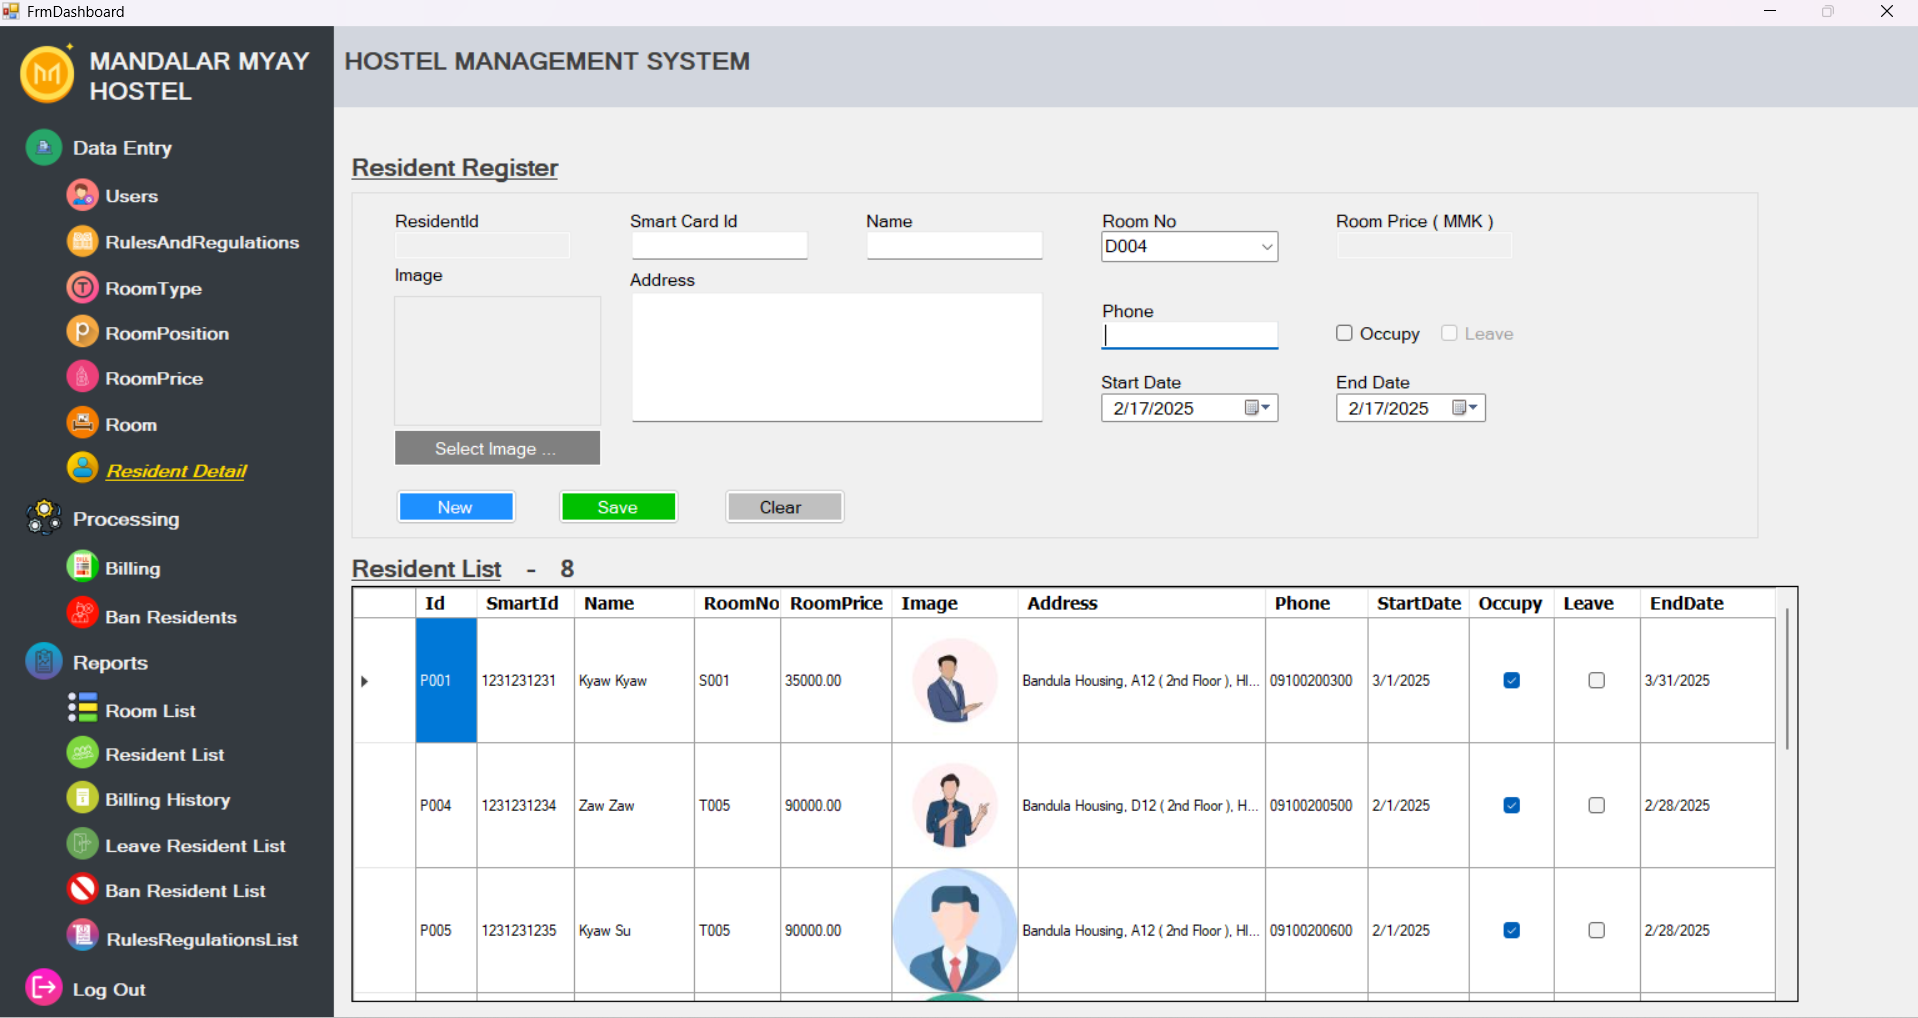 FrmDashboard
MANDALAR MYAY
HOSTEL
HOSTEL MANAGEMENT SYSTEM
Data Entry
Users
RulesAndRegulations
RoomType
RoomPosition
RoomPrice
Room
Resident Detail
Processing
Billing
Ban Residents
Reports
Room List
Resident List
Billing History
Leave Resident List
Ban Resident List
RulesRegulationsList
Log Out
Resident Register
ResidentId Smart Card Id Name Room No Room Price ( MMK )
D004
Image Address
Phone
Occupy Leave
Start Date End Date
2/17/2025 2/17/2025
Select Image ...
New Save Clear
Resident List - 8
Id SmartId Name RoomNo RoomPrice Image Address Phone StartDate Occupy Leave EndDate
P001 1231231231 Kyaw Kyaw S001 35000.00 Bandula Housing, A12 ( 2nd Floor ), Hl... 09100200300 3/1/2025 3/31/2025
P004 1231231234 Zaw Zaw T005 90000.00 Bandula Housing, D12 ( 2nd Floor ), H... 09100200500 2/1/2025 2/28/2025
P005 1231231235 Kyaw Su T005 90000.00 Bandula Housing, A12 ( 2nd Floor ), Hl... 09100200600 2/1/2025 2/28/2025